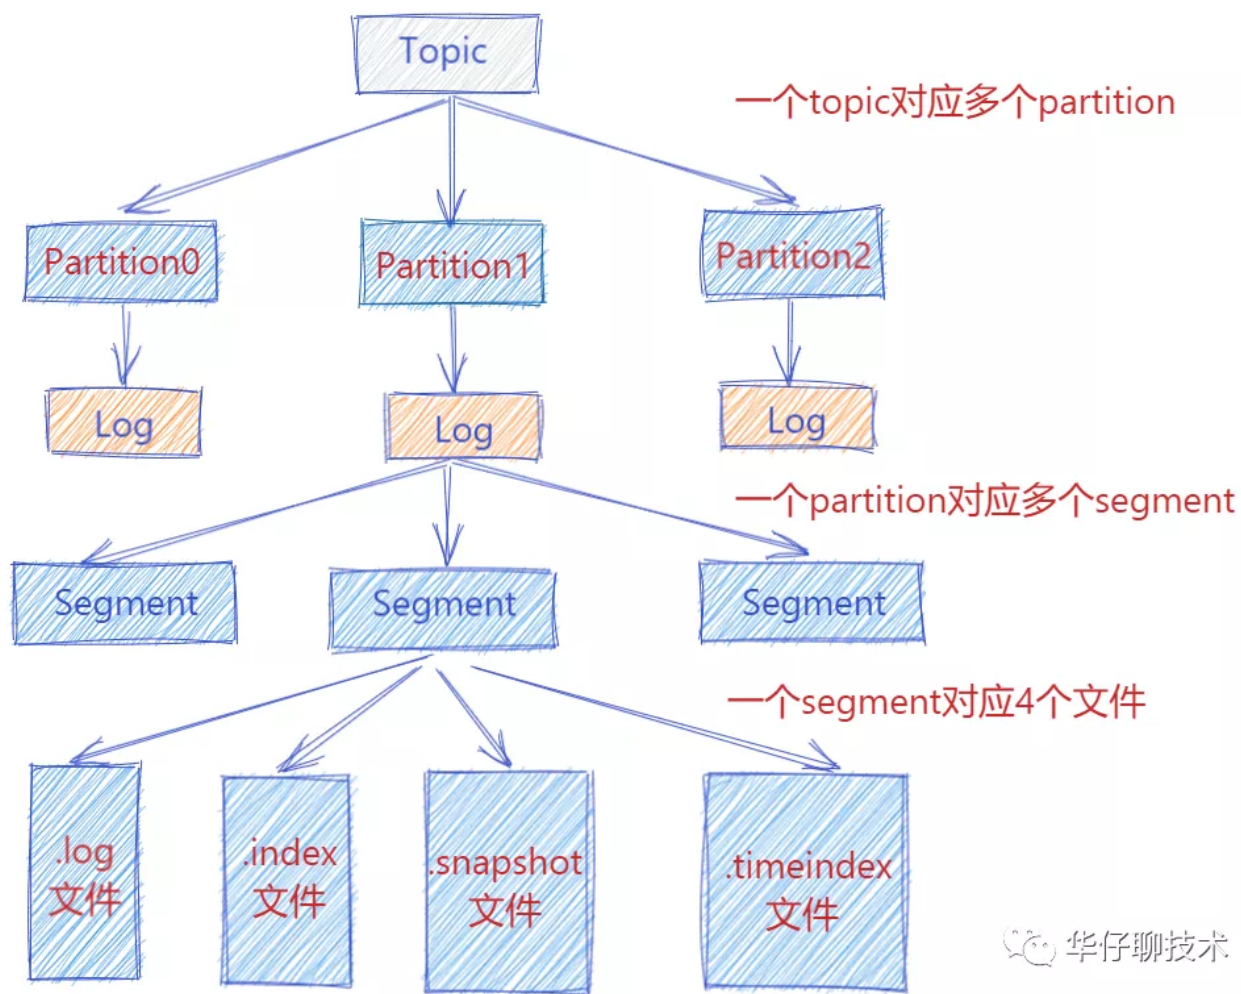 Topic
一个topic对应多个partition
Partition0
Partition1
Partition2
Log
Log
Log
一个partition对应多个segment
Segment
Segment
Segment
一个segment对应4个文件
.log
文件
.index
文件
.snapshot
文件
.timeindex
文件
华仔聊技术